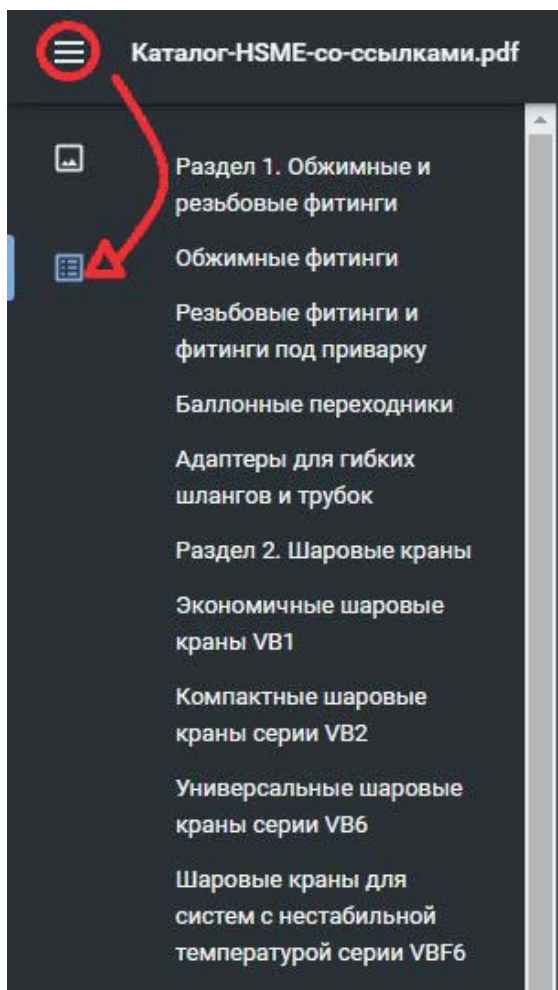 Каталог-HSME-со-ссылками.pdf
Раздел 1. Обжимные и
резьбовые фитинги
Обжимные фитинги
Резьбовые фитинги и
фитинги под приварку
Баллонные переходники
Адаптеры для гибких
шлангов и трубок
Раздел 2. Шаровые краны
Экономичные шаровые
краны VB1
Компактные шаровые
краны серии VB2
Универсальные шаровые
краны серии VB6
Шаровые краны для
систем с нестабильной
температурой серии VBF6